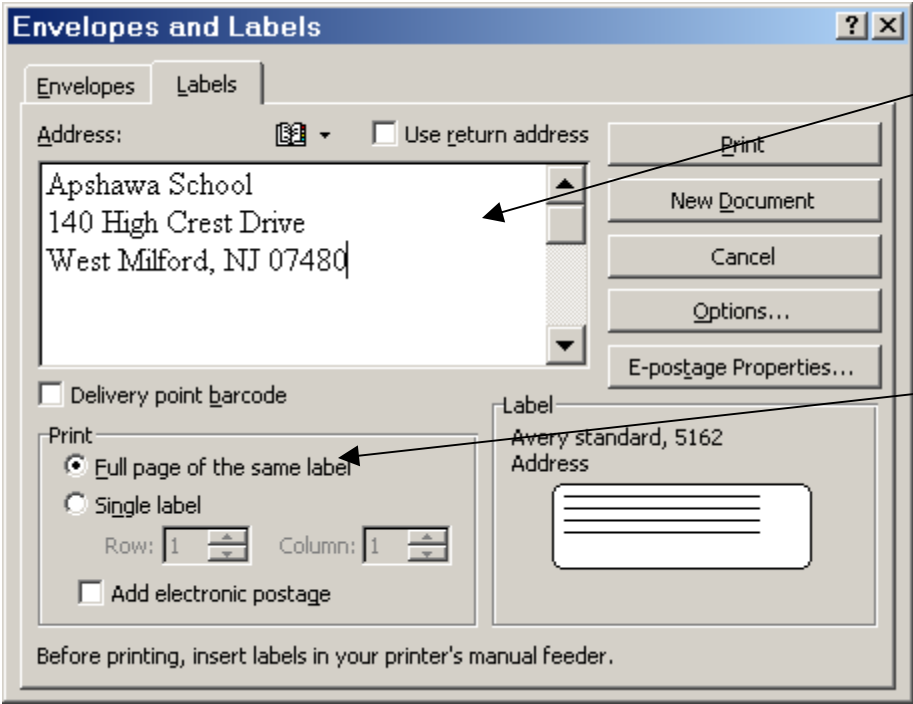 Envelopes and Labels
Envelopes
Labels
Address:
Use return address
Apshawa School
140 High Crest Drive
West Milford, NJ 07480
Print
New Document
Cancel
Options...
E-postage Properties...
Delivery point barcode
Print
Full page of the same label
Single label
Row: 1
Column: 1
Add electronic postage
Label
Avery standard, 5162
Address
Before printing, insert labels in your printer's manual feeder.